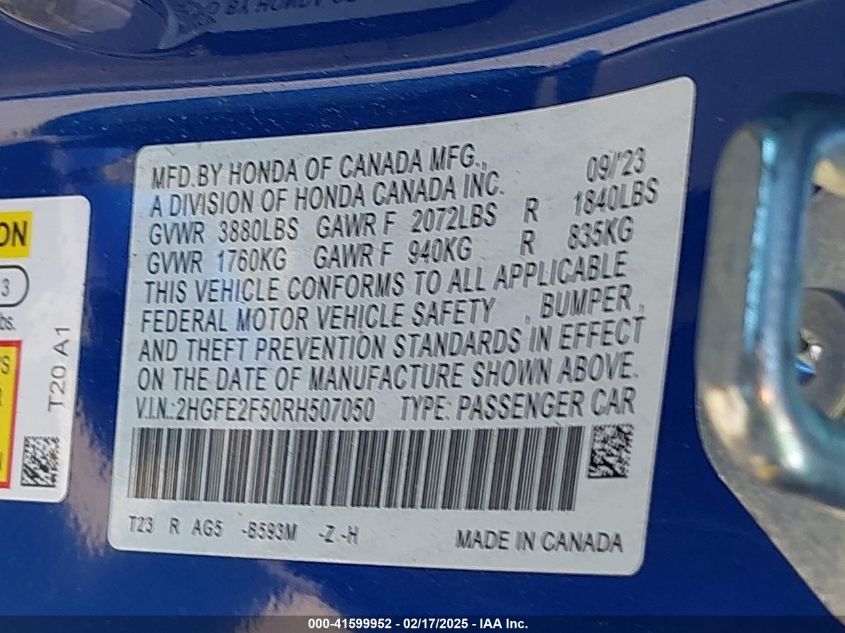 MFD.BY HONDA OF CANADA MFG., 09/'23
A DIVISION OF HONDA CANADA INC.
GVWR 3880LBS GAWR F 2072LBS R 1840LBS
GVWR 1760KG GAWR F 940KG R 835KG
THIS VEHICLE CONFORMS TO ALL APPLICABLE
FEDERAL MOTOR VEHICLE SAFETY , BUMPER ,
AND THEFT PREVENTION STANDARDS IN EFFECT
ON THE DATE OF MANUFACTURE SHOWN ABOVE.
V.I.N.:2HGFE2F50RH507050 TYPE: PASSENGER CAR
T23 R AG5 -B593M -Z -H MADE IN CANADA
ON
3
bs.
T20 A1
000-41599952 - 02/17/2025 - IAA Inc.